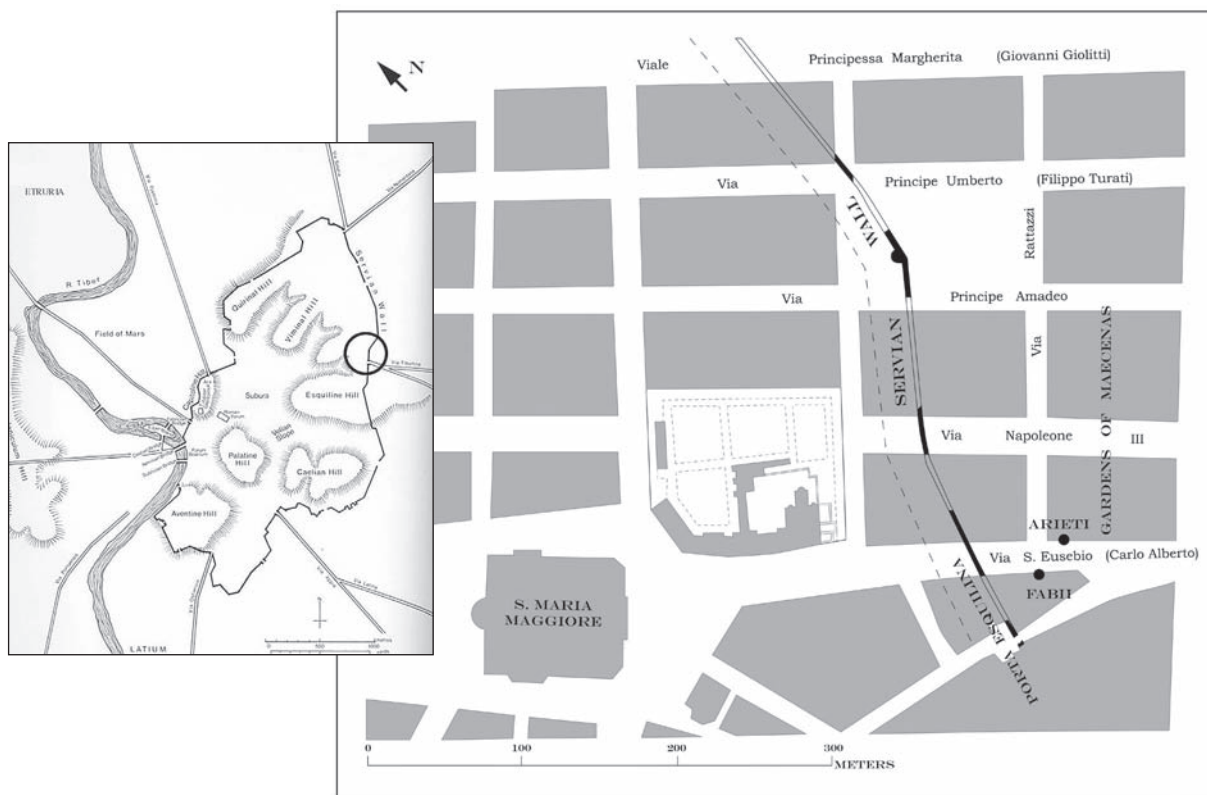 N
Viale Principessa Margherita (Giovanni Giolitti)
Via Principe Umberto (Filippo Turati)
WALL
Rattazzi
Via Principe Amadeo
Via
SERVIAN
GARDENS OF MAECENAS
Via Napoleone III
ARIETI
Via S. Eusebio (Carlo Alberto)
FABII
PORTA ESQUILINA
S. MARIA
MAGGIORE
0 100 200 300
METERS
ETRURIA
R. Tiber
Servian Wall
Quirinal Hill
Viminal Hill
Field of Mars
Subura
Esquiline Hill
Velian
Slope
Palatine
Hill
Caelian Hill
Aventine Hill
Via Latina
LATIUM